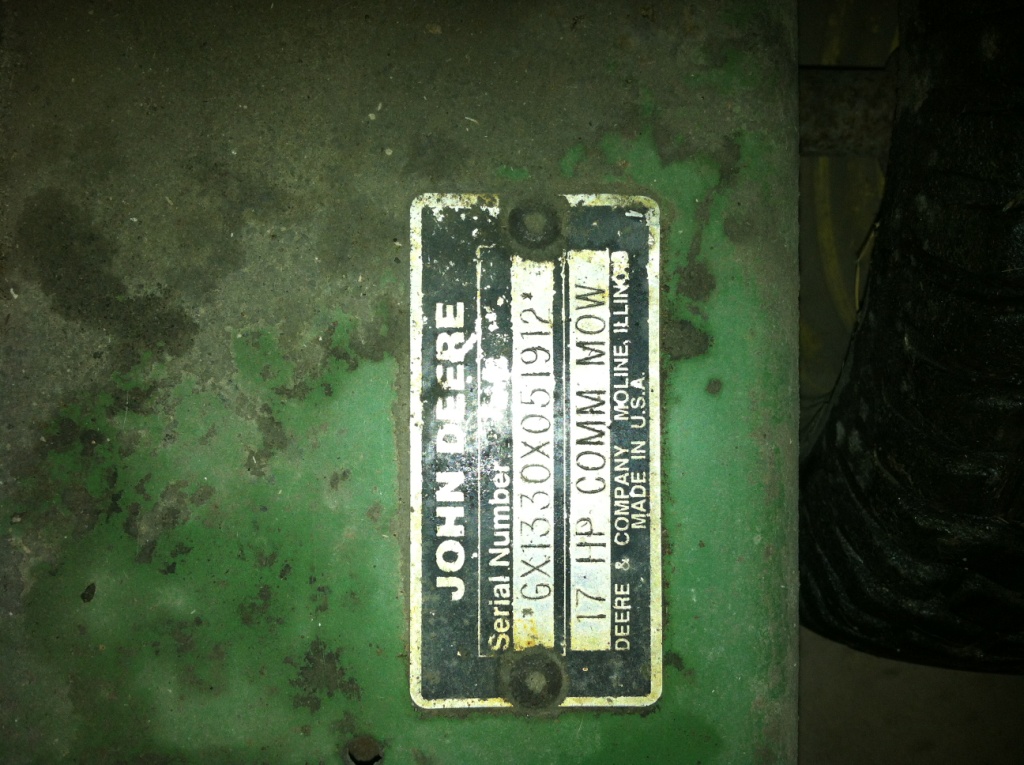 JOHN DEERE
Serial Number
*GX1330X051912*
17 HP COMM MOW
DEERE & COMPANY MOLINE, ILLINOIS
MADE IN U.S.A.